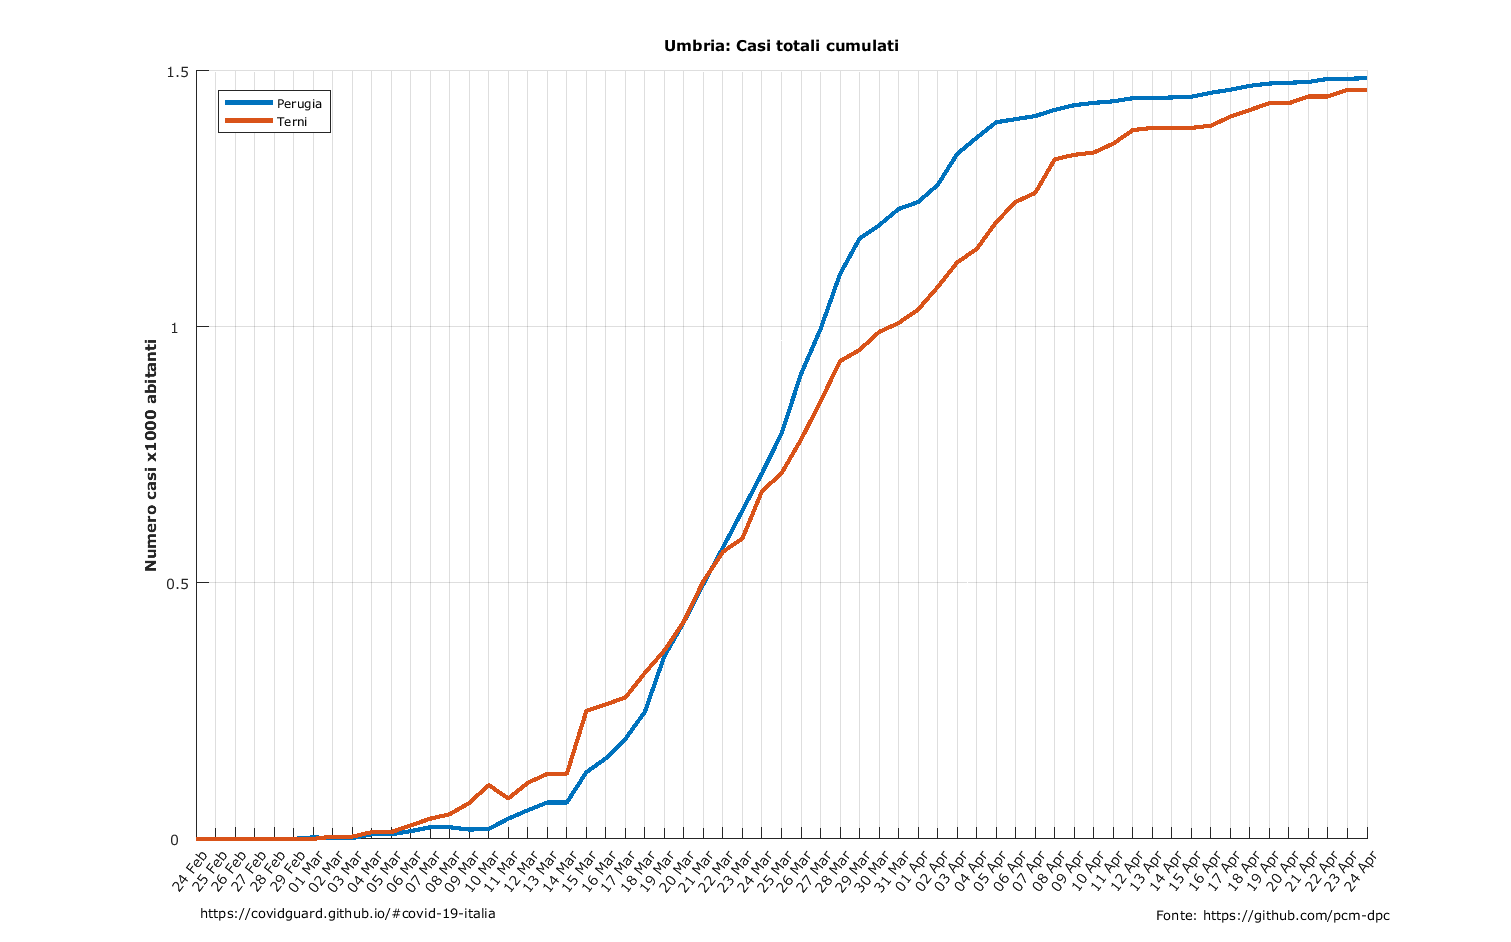 Umbria: Casi totali cumulati
1.5
Perugia
Terni
1
Numero casi x1000 abitanti
0.5
0
24 Feb
25 Feb
26 Feb
27 Feb
28 Feb
29 Feb
01 Mar
02 Mar
03 Mar
04 Mar
05 Mar
06 Mar
07 Mar
08 Mar
09 Mar
10 Mar
11 Mar
12 Mar
13 Mar
14 Mar
15 Mar
16 Mar
17 Mar
18 Mar
19 Mar
20 Mar
21 Mar
22 Mar
23 Mar
24 Mar
25 Mar
26 Mar
27 Mar
28 Mar
29 Mar
30 Mar
31 Mar
01 Apr
02 Apr
03 Apr
04 Apr
05 Apr
06 Apr
07 Apr
08 Apr
09 Apr
10 Apr
11 Apr
12 Apr
13 Apr
14 Apr
15 Apr
16 Apr
17 Apr
18 Apr
19 Apr
20 Apr
21 Apr
22 Apr
23 Apr
24 Apr
https://covidguard.github.io/#covid-19-italia
Fonte: https://github.com/pcm-dpc